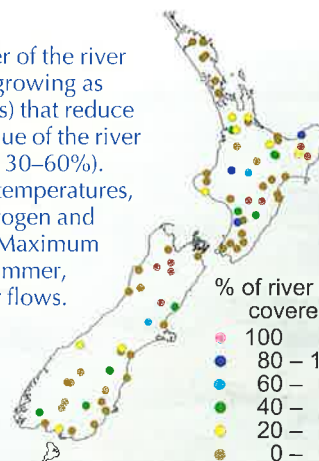 er of the river
growing as
s) that reduce
ue of the river
30–60%).
temperatures,
rogen and
Maximum
mmer,
flows.
% of river
covere
100
80 – 1
60 –
40 –
20 –
0 –